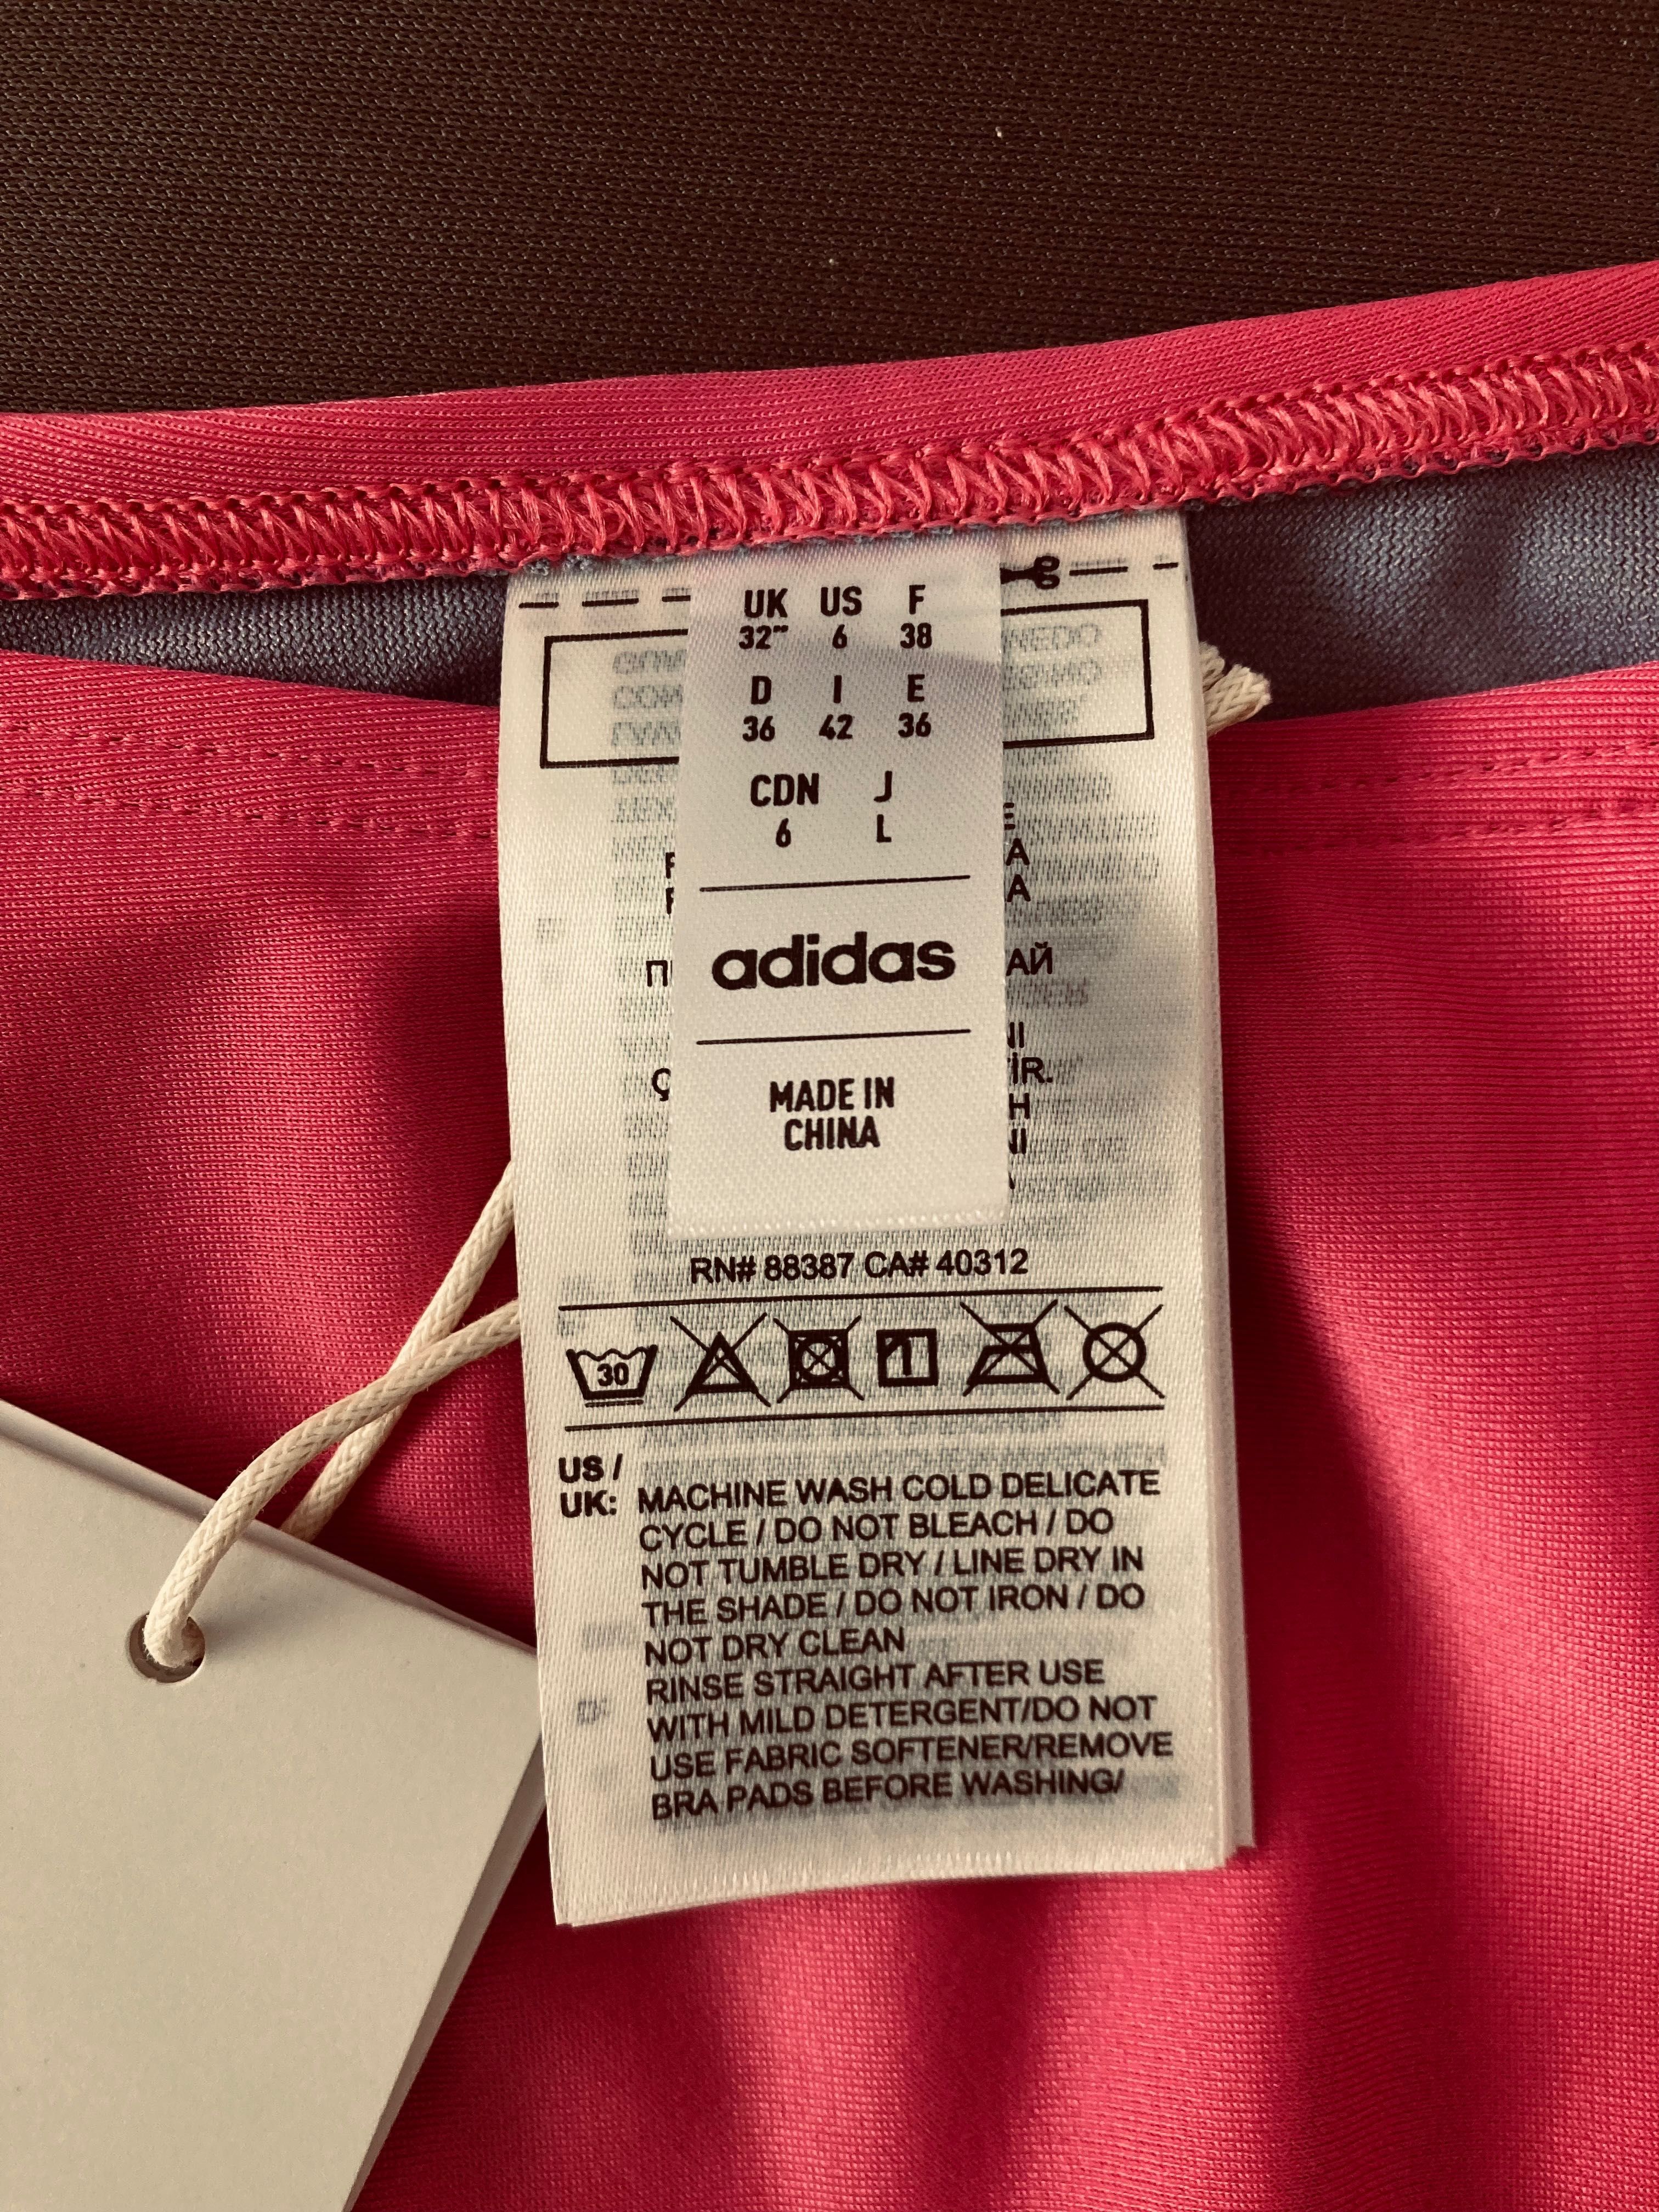 UK US F
32"" 6 38
D I E
36 42 36
CDN J
6 L
adidas
MADE IN
CHINA
RN# 88387 CA# 40312
30
1
US /
UK: MACHINE WASH COLD DELICATE
CYCLE / DO NOT BLEACH / DO
NOT TUMBLE DRY / LINE DRY IN
THE SHADE / DO NOT IRON / DO
NOT DRY CLEAN
RINSE STRAIGHT AFTER USE
WITH MILD DETERGENT/DO NOT
USE FABRIC SOFTENER/REMOVE
BRA PADS BEFORE WASHING/